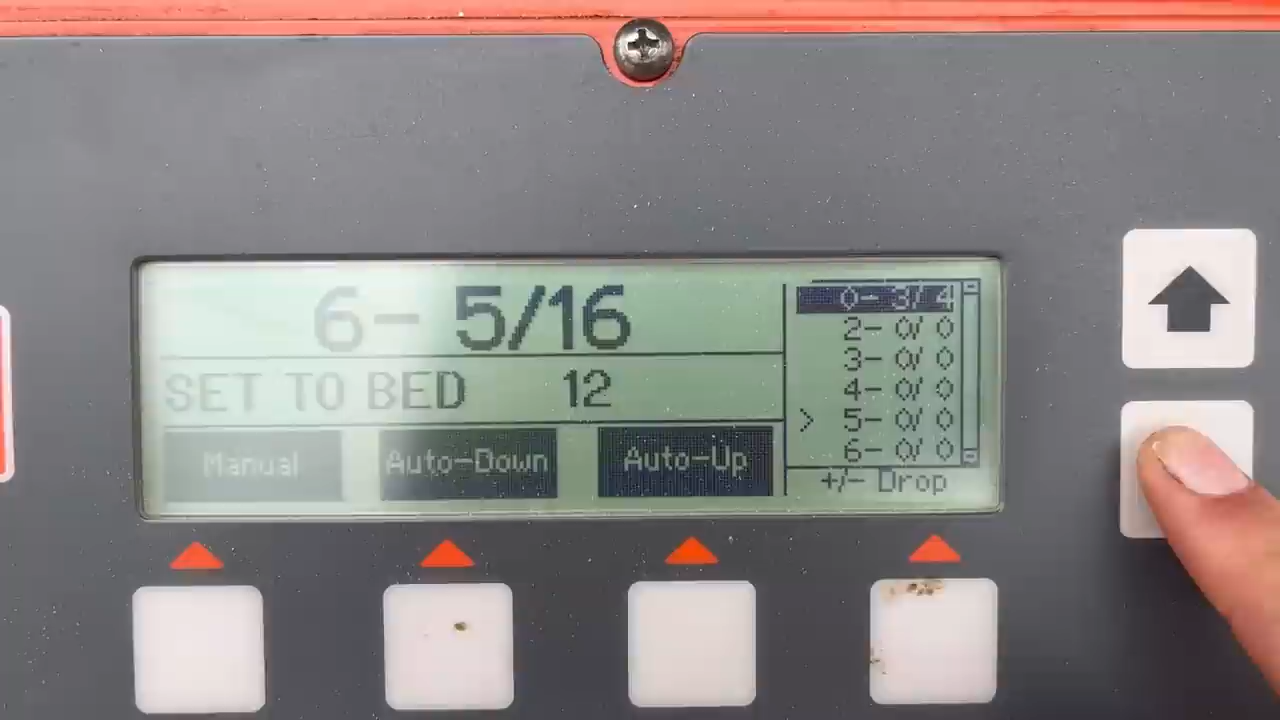 6- 5/16
SET TO BED 12
Manual Auto-Down Auto-Up
0- 3/ 4
2- 0/ 0
3- 0/ 0
4- 0/ 0
> 5- 0/ 0
6- 0/ 0
+/- Drop